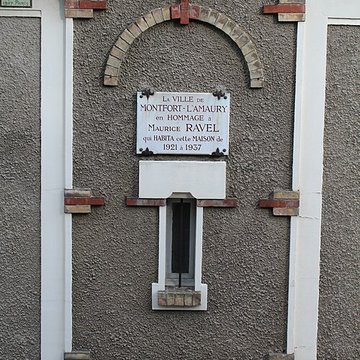 La VILLE de
MONTFORT-L'AMAURY
en HOMMAGE à
MAURICE RAVEL
qui HABITA cette MAISON de
1921 à 1937